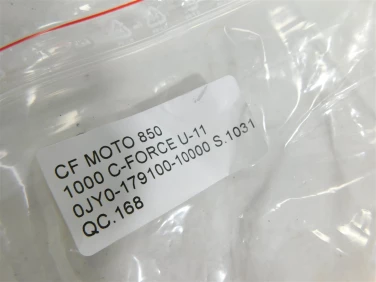 CF MOTO 850
1000 C-FORCE U-11
0JY0-179100-10000 S.1031
QC.168